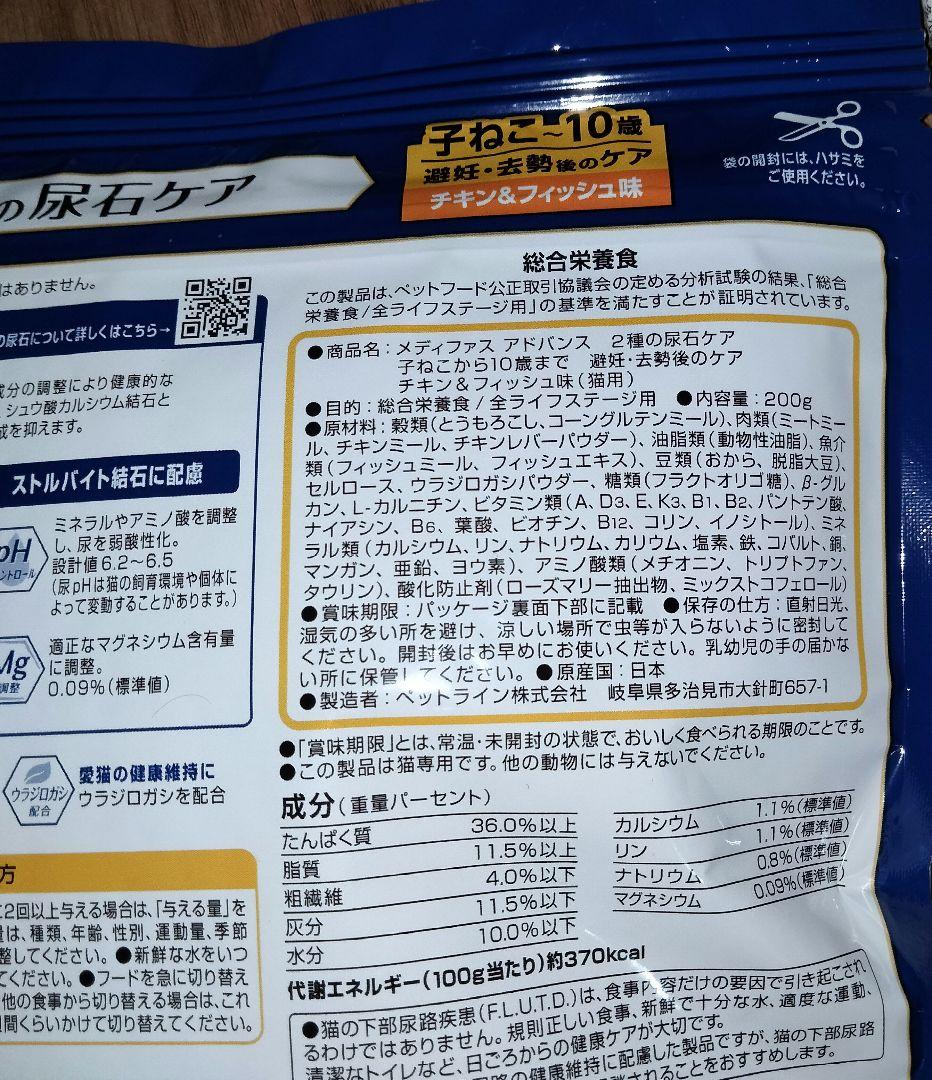 子ねこ~10歳
避妊・去勢後のケア
チキン&フィッシュ味
袋の開封には、ハサミを
ご使用ください。
の尿石ケア
はありません。
の尿石について詳しくはこちら→
成分の調整により健康的な
シュウ酸カルシウム結石と
成を抑えます。
ストルバイト結石に配慮
pH
ントロール
ミネラルやアミノ酸を調整
し、尿を弱酸性化。
設計値6.2~6.5
(尿pHは猫の飼育環境や個体に
よって変動することがあります。)
Mg
調整
適正なマグネシウム含有量
に調整。
0.09%(標準値)
ウラジロガシ
配合
愛猫の健康維持に
ウラジロガシを配合
方
に2回以上与える場合は、「与える量」を
量は、種類、年齢、性別、運動量、季節
整してください。●新鮮な水をいつ
てください。●フードを急に切り替え
他の食事から切り替える場合は、これ
週間くらいかけて切り替えてください。
総合栄養食
この製品は、ペットフード公正取引協議会の定める分析試験の結果、「総合
栄養食/全ライフステージ用」の基準を満たすことが証明されています。
●商品名:メディファス アドバンス 2種の尿石ケア
子ねこから10歳まで 避妊・去勢後のケア
チキン&フィッシュ味(猫用)
●目的:総合栄養食/全ライフステージ用 ●内容量:200g
●原材料:穀類(とうもろこし、コーングルテンミール)、肉類(ミートミー
ル、チキンミール、チキンレバーパウダー)、油脂類(動物性油脂)、魚介
類(フィッシュミール、フィッシュエキス)、豆類(おから、脱脂大豆)、
セルロース、ウラジロガシパウダー、糖類(フラクトオリゴ糖)、β-グル
カン、L-カルニチン、ビタミン類(A、D3、E、K3、B1、B2、パントテン酸、
ナイアシン、B6、葉酸、ビオチン、B12、コリン、イノシトール)、ミネ
ラル類(カルシウム、リン、ナトリウム、カリウム、塩素、鉄、コバルト、銅、
マンガン、亜鉛、ヨウ素)、アミノ酸類(メチオニン、トリプトファン、
タウリン)、酸化防止剤(ローズマリー抽出物、ミックストコフェロール)
●賞味期限:パッケージ裏面下部に記載 ●保存の仕方:直射日光、
湿気の多い所を避け、涼しい場所で虫等が入らないように密封して
ください。開封後はお早めにお使いください。乳幼児の手の届かな
い所に保管してください。●原産国:日本
●製造者:ペットライン株式会社 岐阜県多治見市大針町657-1
●「賞味期限」とは、常温・未開封の状態で、おいしく食べられる期限のことです。
●この製品は猫専用です。他の動物には与えないでください。
成分(重量パーセント)
たんぱく質 36.0%以上
脂質 11.5%以上
粗繊維 4.0%以下
灰分 11.5%以下
水分 10.0%以下
カルシウム 1.1%(標準値)
リン 1.1%(標準値)
ナトリウム 0.8%(標準値)
マグネシウム 0.09%(標準値)
代謝エネルギー(100g当たり)約370kcal
●猫の下部尿路疾患(F.L.U.T.D.)は、食事内容だけの要因で引き起こされ
るわけではありません。規則正しい食事、新鮮で十分な水、適度な運動、
清潔なトイレなど、日ごろからの健康ケアが大切です。
の健康維持に配慮した製品ですが、猫の下部尿路
されることをおすすめします。